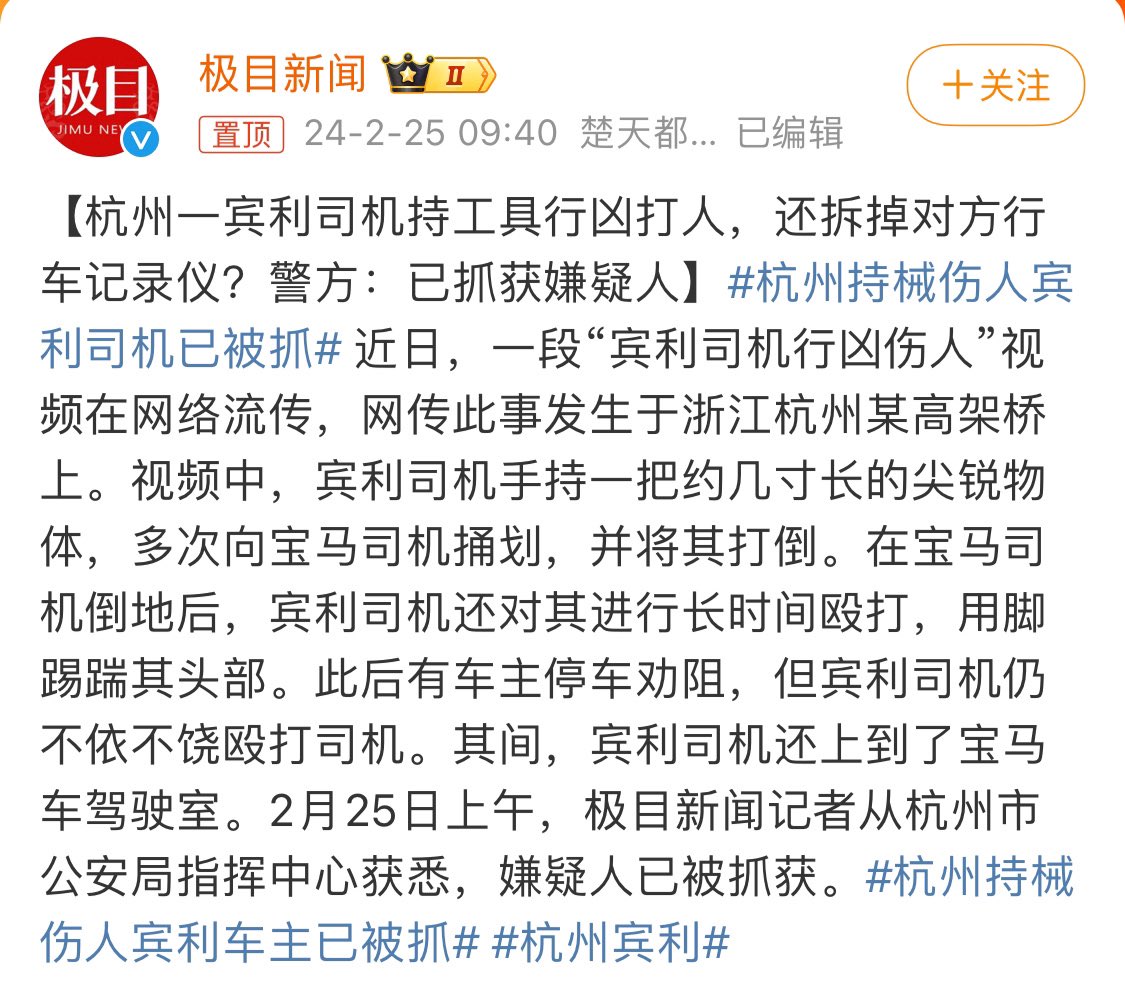 极目
JIMU NEW
极目新闻 II
+关注
置顶 24-2-25 09:40 楚天都... 已编辑
【杭州一宾利司机持工具行凶打人，还拆掉对方行
车记录仪？警方：已抓获嫌疑人】#杭州持械伤人宾
利司机已被抓# 近日，一段“宾利司机行凶伤人”视
频在网络流传，网传此事发生于浙江杭州某高架桥
上。视频中，宾利司机手持一把约几寸长的尖锐物
体，多次向宝马司机捅划，并将其打倒。在宝马司
机倒地后，宾利司机还对其进行长时间殴打，用脚
踢踹其头部。此后有车主停车劝阻，但宾利司机仍
不依不饶殴打司机。其间，宾利司机还上到了宝马
车驾驶室。2月25日上午，极目新闻记者从杭州市
公安局指挥中心获悉，嫌疑人已被抓获。#杭州持械
伤人宾利车主已被抓# #杭州宾利#